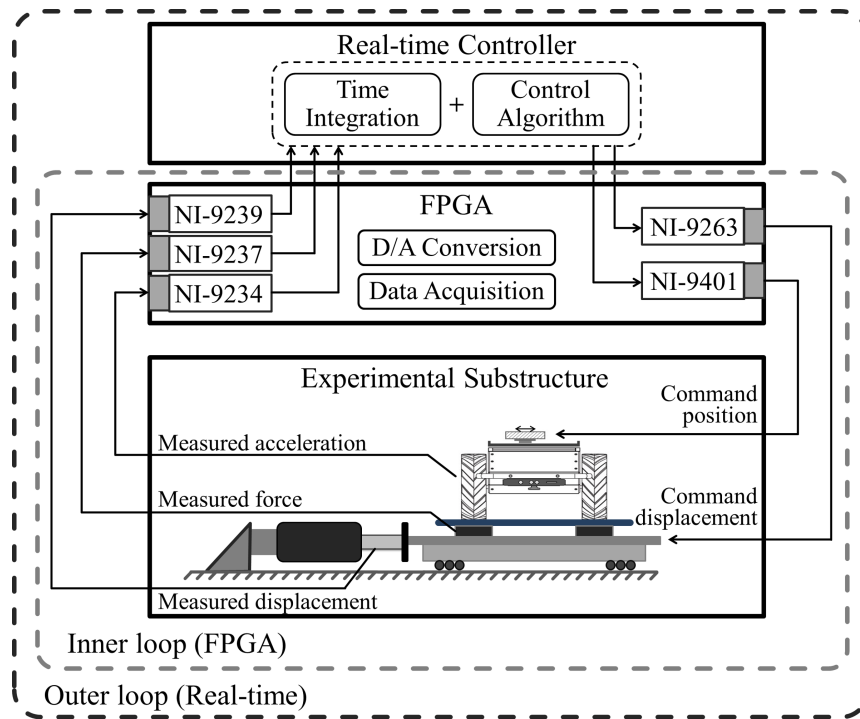 Real-time Controller
Time
Integration
+
Control
Algorithm
FPGA
NI-9239
NI-9237
NI-9234
D/A Conversion
Data Acquisition
NI-9263
NI-9401
Experimental Substructure
Command
position
Measured acceleration
Measured force
Command
displacement
Measured displacement
Inner loop (FPGA)
Outer loop (Real-time)